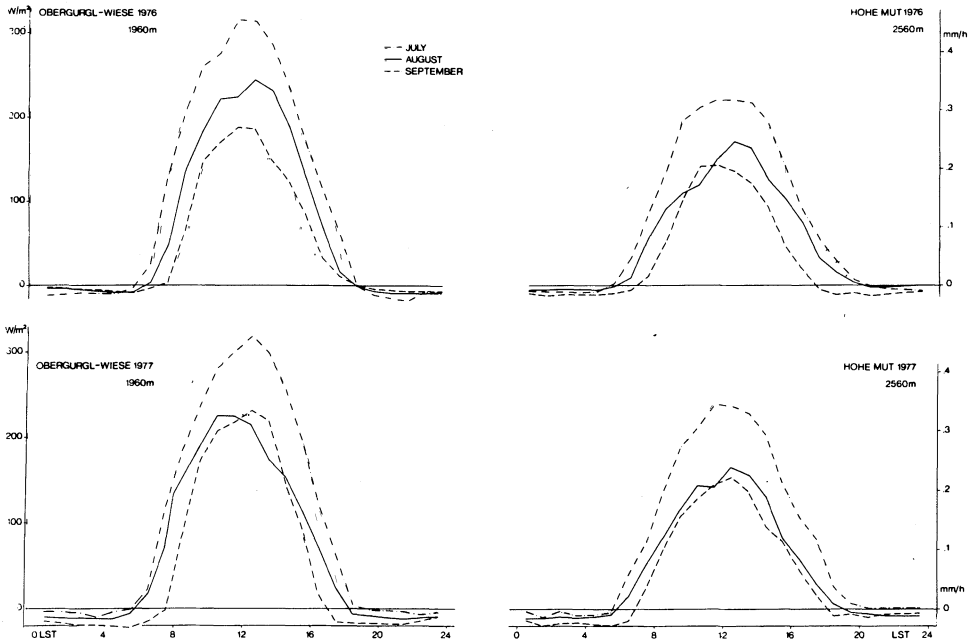 W/m²
OBERGURGL-WIESE 1976
1960m
300
200
100
0
-- JULY
— AUGUST
-- SEPTEMBER
HOHE MUT 1976
2560m
mm/h
.4
.3
.2
.1
0
W/m²
OBERGURGL-WIESE 1977
1960m
300
200
100
0
0 LST 4 8 12 16 20 24
HOHE MUT 1977
2560m
.4
.3
.2
.1
mm/h
0
0 4 8 12 16 20 LST 24